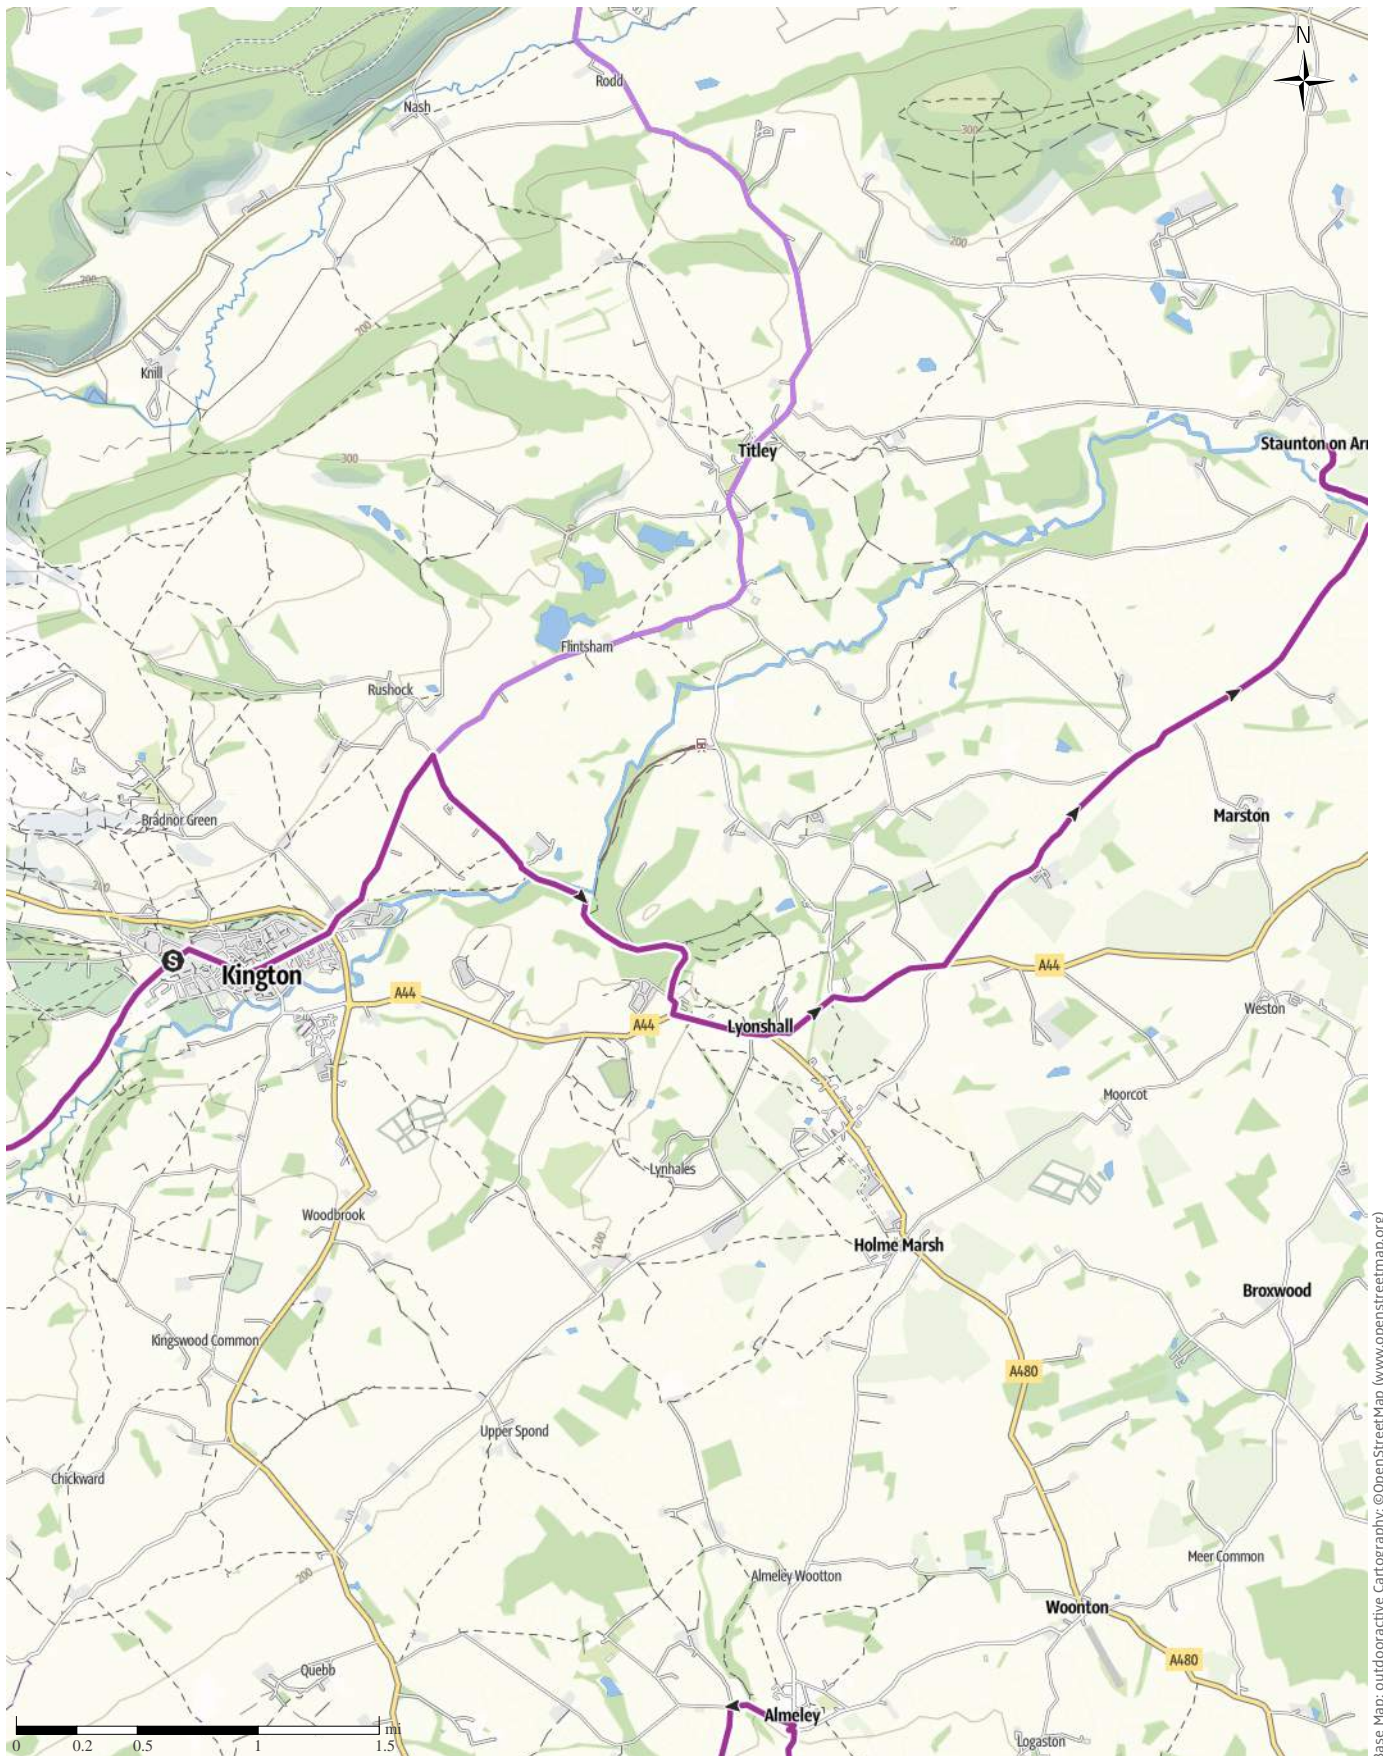 N
Rodd
Nash
300
200
200
200
Knill
Titley
Staunton on Arr
300
Flintsham
Rushock
Bradnor Green
Marston
S
Kington
A44
A44
A44
Lyonshall
Weston
Moorcot
Lynhales
Woodbrook
200
Holme Marsh
Broxwood
Kingswood Common
A480
Upper Spond
Chickward
Meer Common
200
Almeley Wootton
Woonton
A480
Quebb
Almeley
Logaston
mi
0 0.2 0.5 1 1.5
ase Map: outdooractive Cartography: ©OpenStreetMap (www.openstreetmap.org)